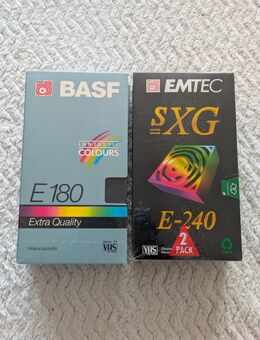 BASF
FANTASTIC
COLOURS
E 180
Extra Quality
VHS
Videocassette
EMTEC
SXG
E-240
2
PACK
VHS